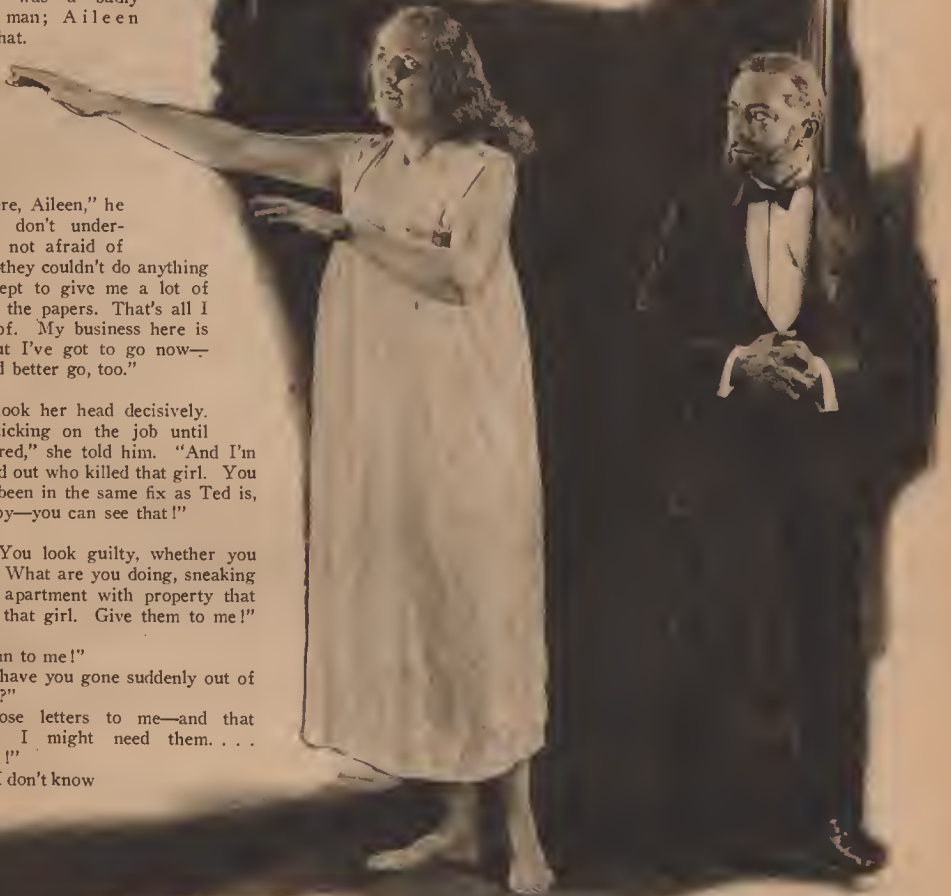 was a badly
man; Aileen
hat.
re, Aileen," he
don't under-
not afraid of
they couldn't do anything
ept to give me a lot of
the papers. That's all I
of. My business here is
ut I've got to go now—
d better go, too."
ook her head decisively.
icking on the job until
red," she told him. "And I'm
d out who killed that girl. You
been in the same fix as Ted is,
by—you can see that!"
You look guilty, whether you
What are you doing, sneaking
apartment with property that
that girl. Give them to me!"
m to me!"
have you gone suddenly out of
?"
ose letters to me—and that
I might need them. . . .
!"
I don't know